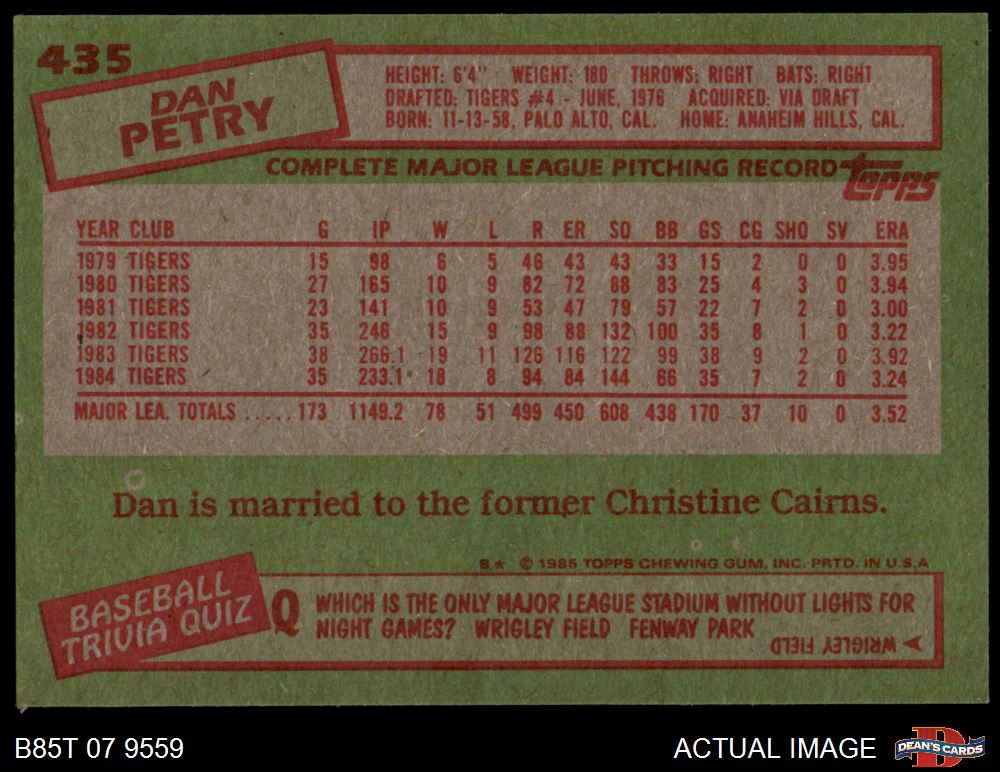 435
DAN
PETRY
HEIGHT: 6'4" WEIGHT: 180 THROWS: RIGHT BATS: RIGHT
DRAFTED: TIGERS #4 - JUNE, 1976 ACQUIRED: VIA DRAFT
BORN: 11-13-58, PALO ALTO, CAL. HOME: ANAHEIM HILLS, CAL.
COMPLETE MAJOR LEAGUE PITCHING RECORD
Topps
YEAR CLUB G IP W L R ER SO BB GS CG SHO SV ERA
1979 TIGERS 15 98 6 5 46 43 43 33 15 2 0 0 3.95
1980 TIGERS 27 165 10 9 82 72 88 83 25 4 3 0 3.94
1981 TIGERS 23 141 10 9 53 47 79 57 22 7 2 0 3.00
1982 TIGERS 35 246 15 9 98 88 132 100 35 8 1 0 3.22
1983 TIGERS 38 266.1 19 11 126 116 122 99 38 9 2 0 3.92
1984 TIGERS 35 233.1 18 8 94 84 144 66 35 7 2 0 3.24
MAJOR LEA. TOTALS ..... 173 1149.2 78 51 499 450 608 438 170 37 10 0 3.52
Dan is married to the former Christine Cairns.
B★ © 1985 TOPPS CHEWING GUM, INC. PRTD. IN U.S.A
BASEBALL
TRIVIA QUIZ
Q WHICH IS THE ONLY MAJOR LEAGUE STADIUM WITHOUT LIGHTS FOR
NIGHT GAMES? WRIGLEY FIELD FENWAY PARK
WRIGLEY FIELD
B85T 07 9559
ACTUAL IMAGE
D
DEAN'S CARDS